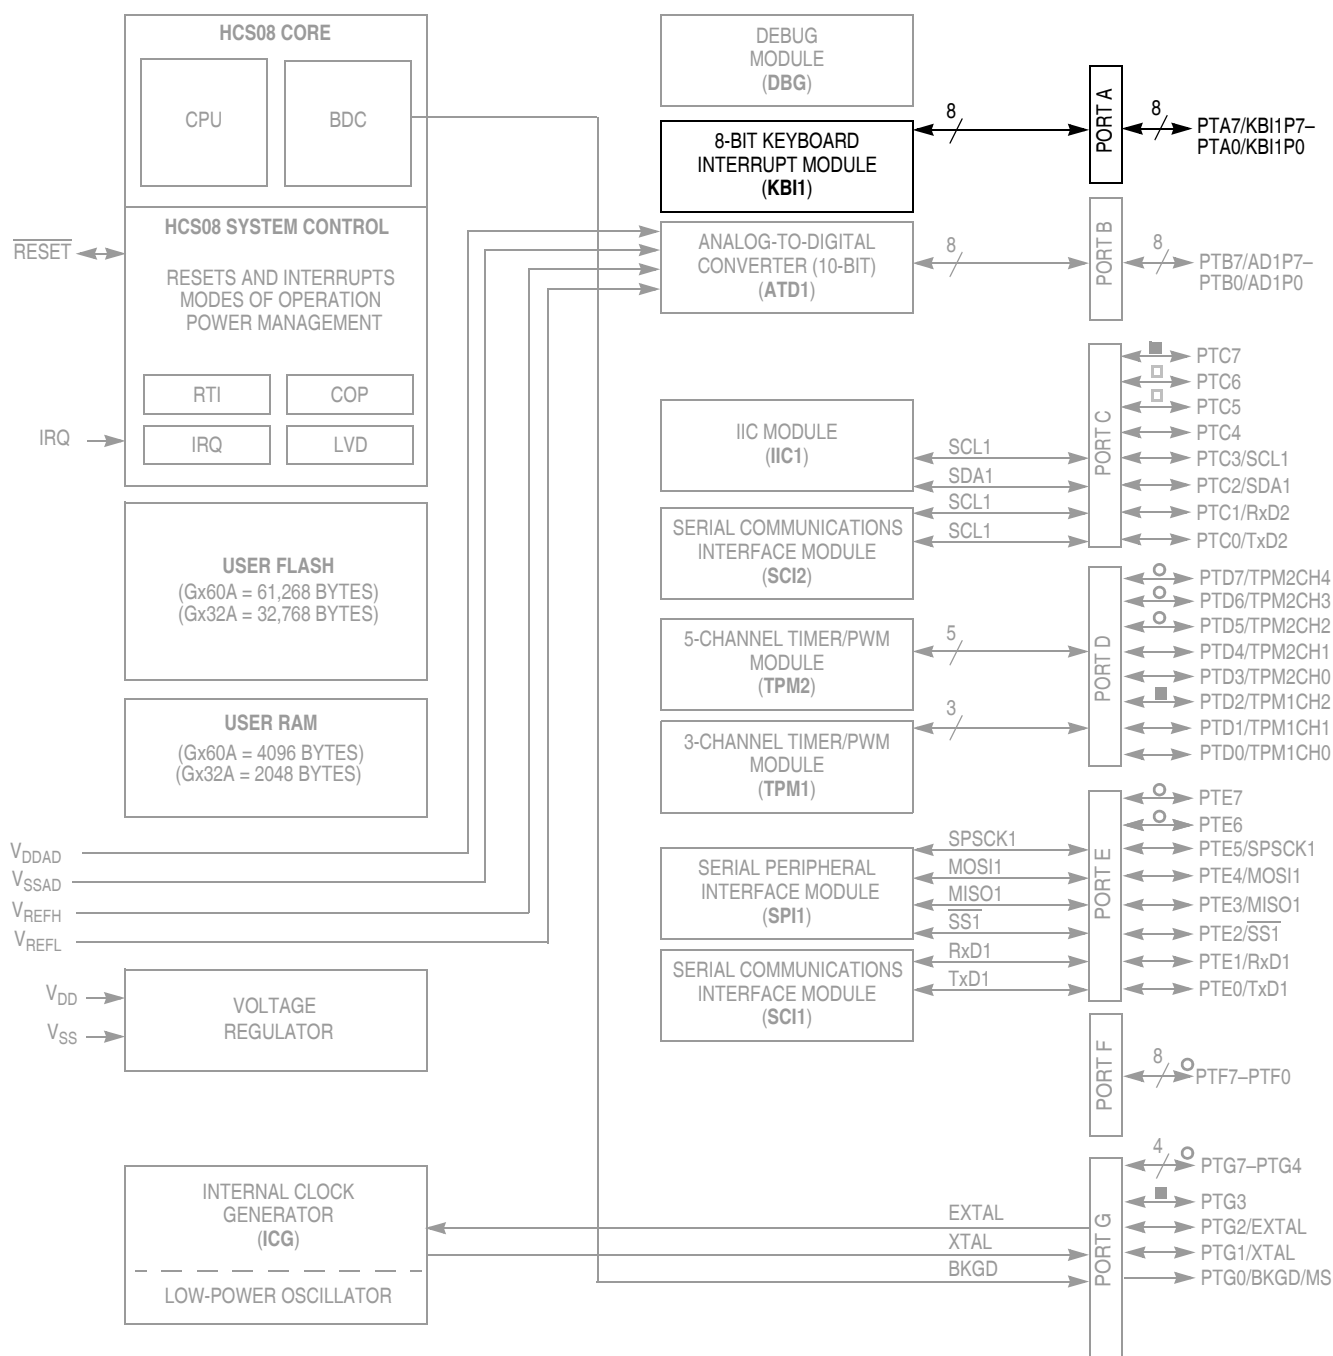 HCS08 CORE
CPU
BDC
HCS08 SYSTEM CONTROL
RESET
RESETS AND INTERRUPTS
MODES OF OPERATION
POWER MANAGEMENT
RTI
COP
IRQ
IRQ
LVD
USER FLASH
(Gx60A = 61,268 BYTES)
(Gx32A = 32,768 BYTES)
USER RAM
(Gx60A = 4096 BYTES)
(Gx32A = 2048 BYTES)
VDDAD
VSSAD
VREFH
VREFL
VDD
VSS
VOLTAGE
REGULATOR
INTERNAL CLOCK
GENERATOR
(ICG)
LOW-POWER OSCILLATOR
DEBUG
MODULE
(DBG)
8-BIT KEYBOARD
INTERRUPT MODULE
(KBI1)
8
PORT A
8
PTA7/KBI1P7–
PTA0/KBI1P0
ANALOG-TO-DIGITAL
CONVERTER (10-BIT)
(ATD1)
8
PORT B
8
PTB7/AD1P7–
PTB0/AD1P0
IIC MODULE
(IIC1)
SCL1
SDA1
SERIAL COMMUNICATIONS
INTERFACE MODULE
(SCI2)
SCL1
SCL1
PORT C
PTC7
PTC6
PTC5
PTC4
PTC3/SCL1
PTC2/SDA1
PTC1/RxD2
PTC0/TxD2
5-CHANNEL TIMER/PWM
MODULE
(TPM2)
5
3-CHANNEL TIMER/PWM
MODULE
(TPM1)
3
PORT D
PTD7/TPM2CH4
PTD6/TPM2CH3
PTD5/TPM2CH2
PTD4/TPM2CH1
PTD3/TPM2CH0
PTD2/TPM1CH2
PTD1/TPM1CH1
PTD0/TPM1CH0
SERIAL PERIPHERAL
INTERFACE MODULE
(SPI1)
SPSCK1
MOSI1
MISO1
SS1
SERIAL COMMUNICATIONS
INTERFACE MODULE
(SCI1)
RxD1
TxD1
PORT E
PTE7
PTE6
PTE5/SPSCK1
PTE4/MOSI1
PTE3/MISO1
PTE2/SS1
PTE1/RxD1
PTE0/TxD1
PORT F
8
PTF7–PTF0
EXTAL
XTAL
BKGD
PORT G
4
PTG7–PTG4
PTG3
PTG2/EXTAL
PTG1/XTAL
PTG0/BKGD/MS